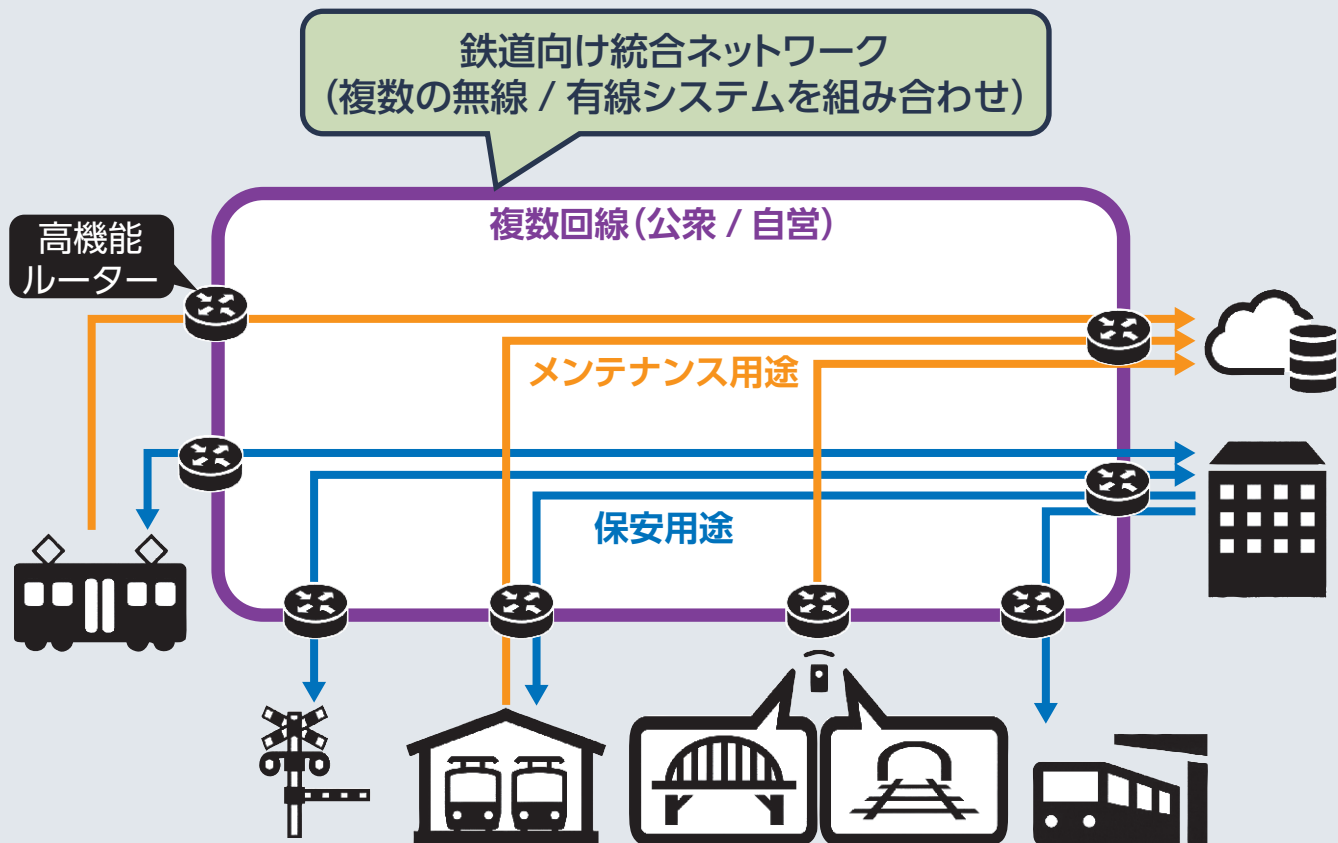 鉄道向け統合ネットワーク
（複数の無線 / 有線システムを組み合わせ）
複数回線（公衆 / 自営）
高機能
ルーター
メンテナンス用途
保安用途